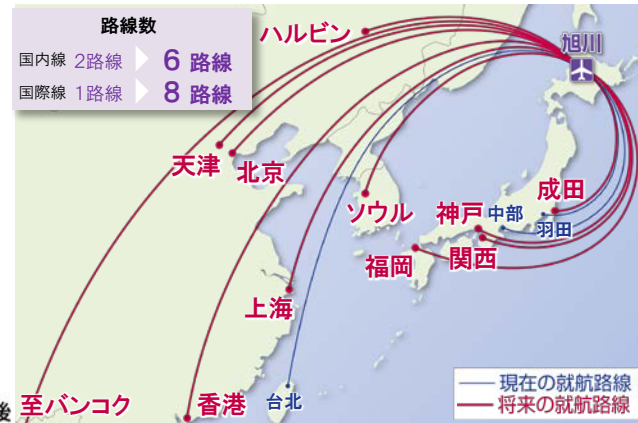 路線数
国内線 2路線 6 路線
国際線 1路線 8 路線
ハルビン
旭川
天津
北京
ソウル
神戸
中部
成田
羽田
福岡
関西
上海
後
至バンコク
香港
台北
現在の就航路線
将来の就航路線